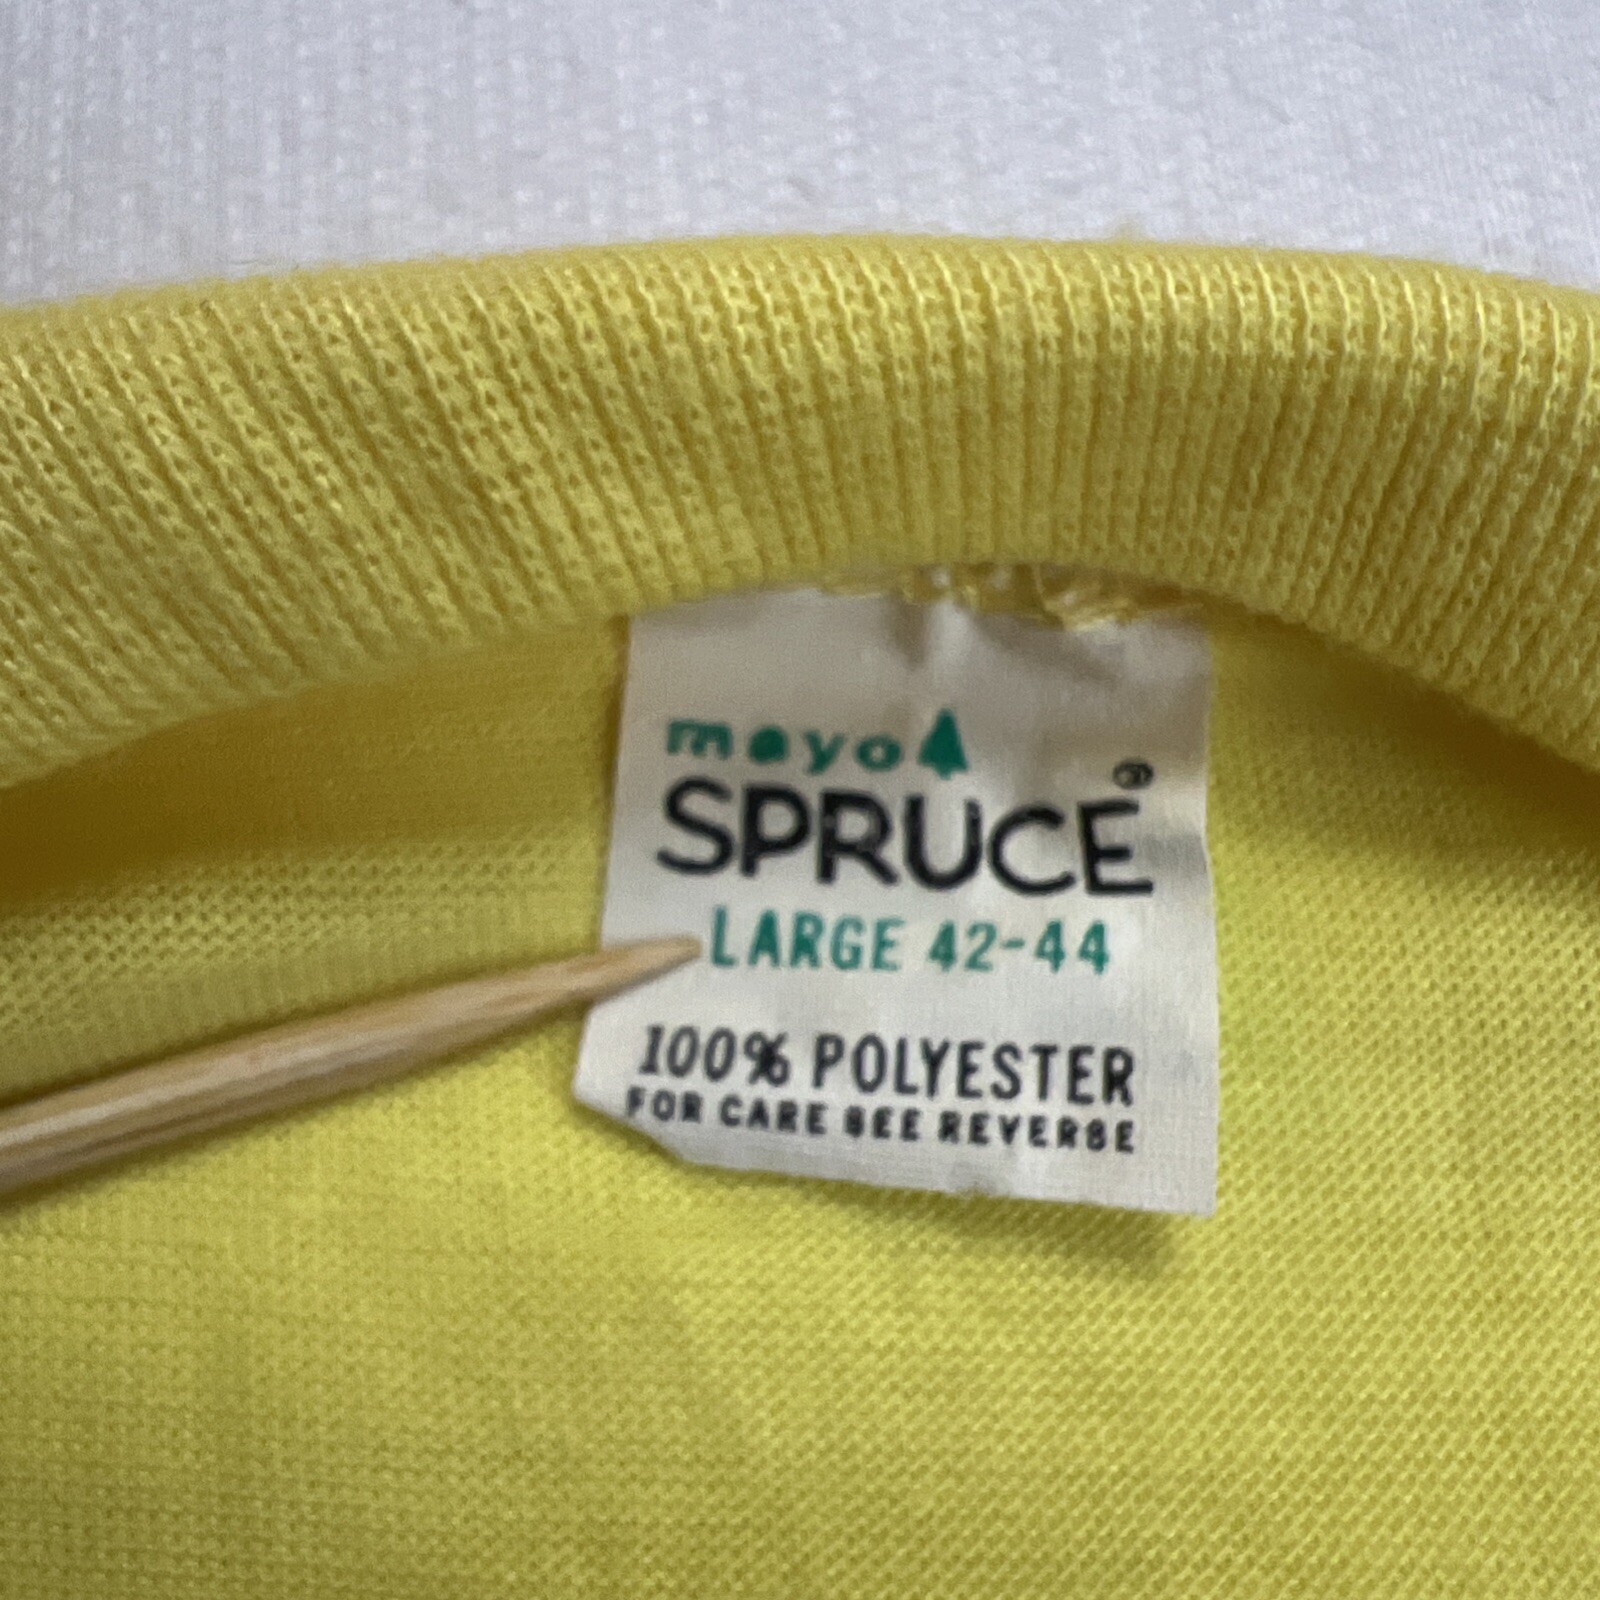 mayo
SPRUCE®
LARGE 42-44
100% POLYESTER
FOR CARE SEE REVERSE